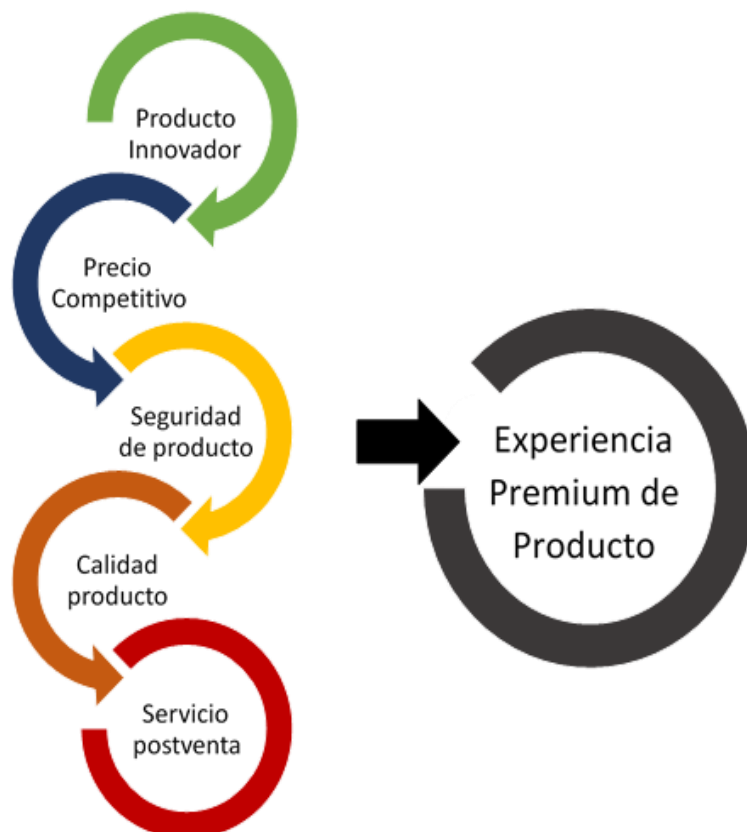 Producto
Innovador
Precio
Competitivo
Seguridad
de producto
Calidad
producto
Servicio
postventa
Experiencia
Premium de
Producto